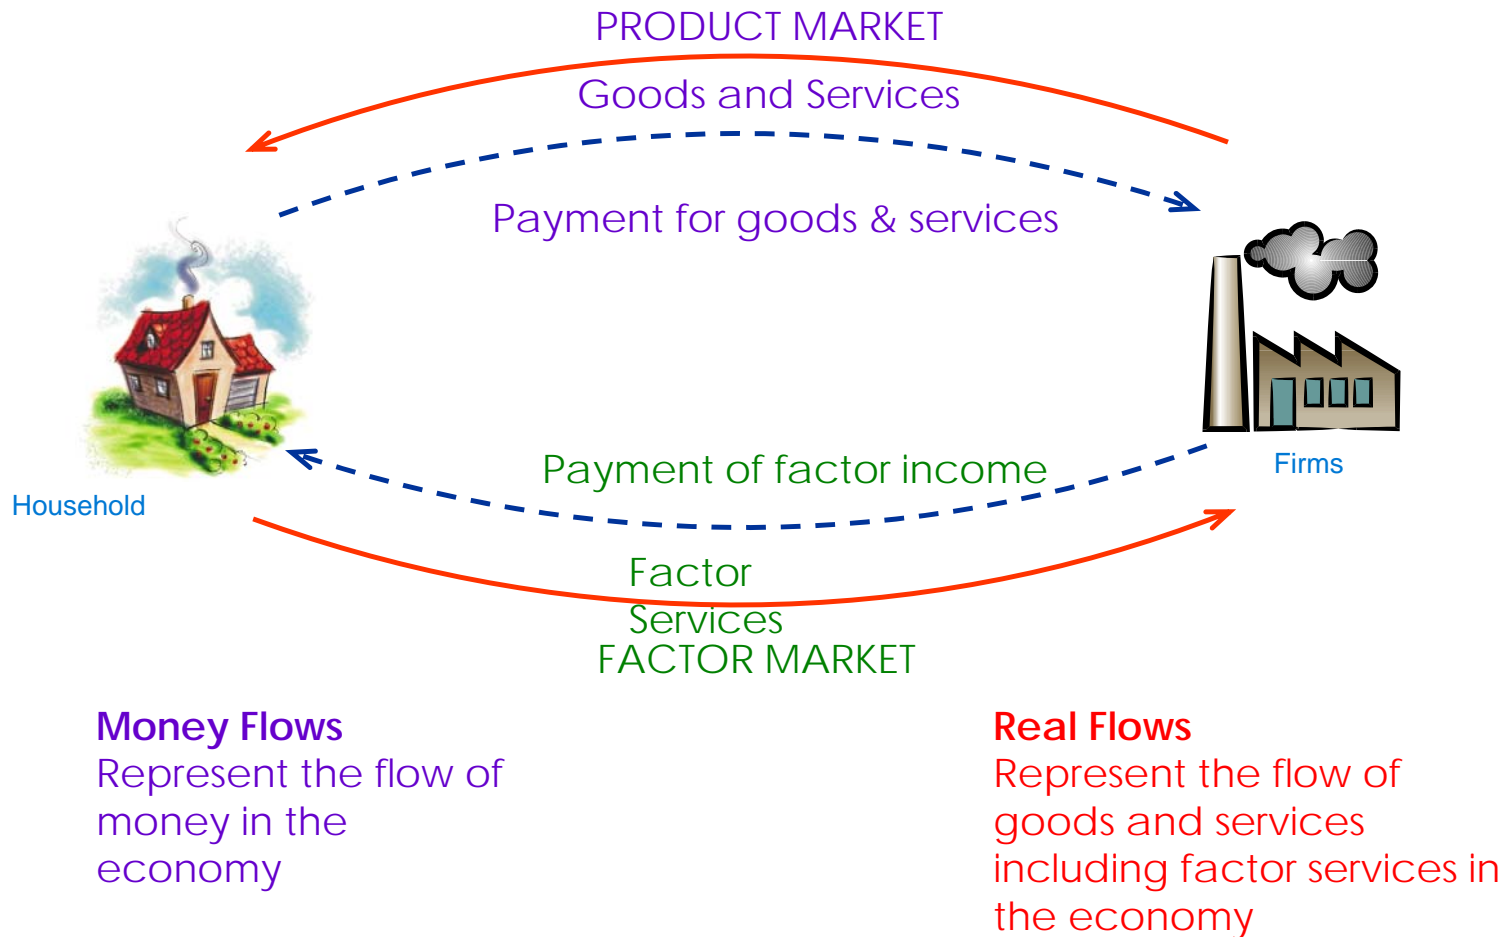 PRODUCT MARKET
Goods and Services
Payment for goods & services
Payment of factor income
Firms
Household
Factor
Services
FACTOR MARKET
Money Flows
Represent the flow of
money in the
economy
Real Flows
Represent the flow of
goods and services
including factor services in
the economy